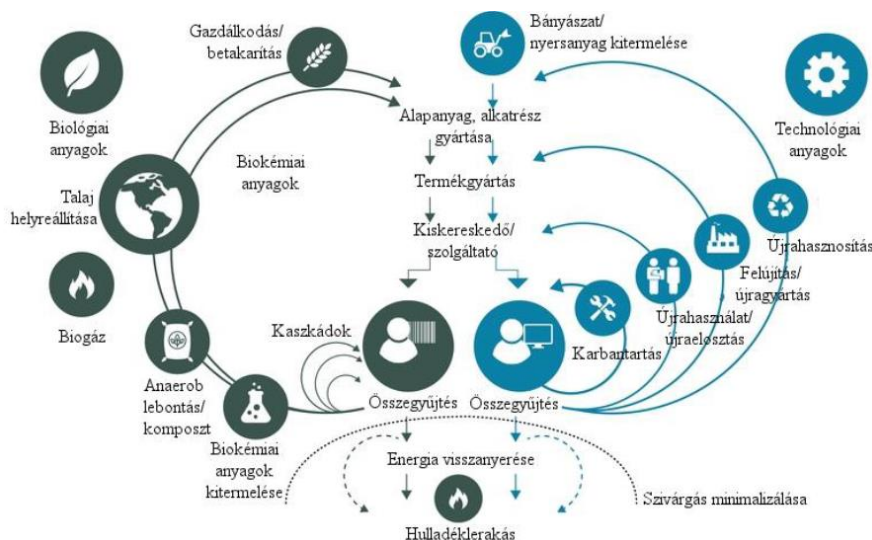 Gazdálkodás/
betakarítás
Bányászat/
nyersanyag kitermelése
Biológiai
anyagok
Technológiai
anyagok
Alapanyag, alkatrész
gyártása
Biokémiai
anyagok
Termékgyártás
Talaj
helyreállítása
Kiskereskedő/
szolgáltató
Újrahasznosítás
Felújítás/
újragyártás
Biogáz
Kaszkádok
Újrahasználat/
újraelosztás
Karbantartás
Anaerob
lebontás/
komposzt
Összegyűjtés
Összegyűjtés
Biokémiai
anyagok
kitermelése
Energia visszanyerése
Szivárgás minimalizálása
Hulladéklerakás